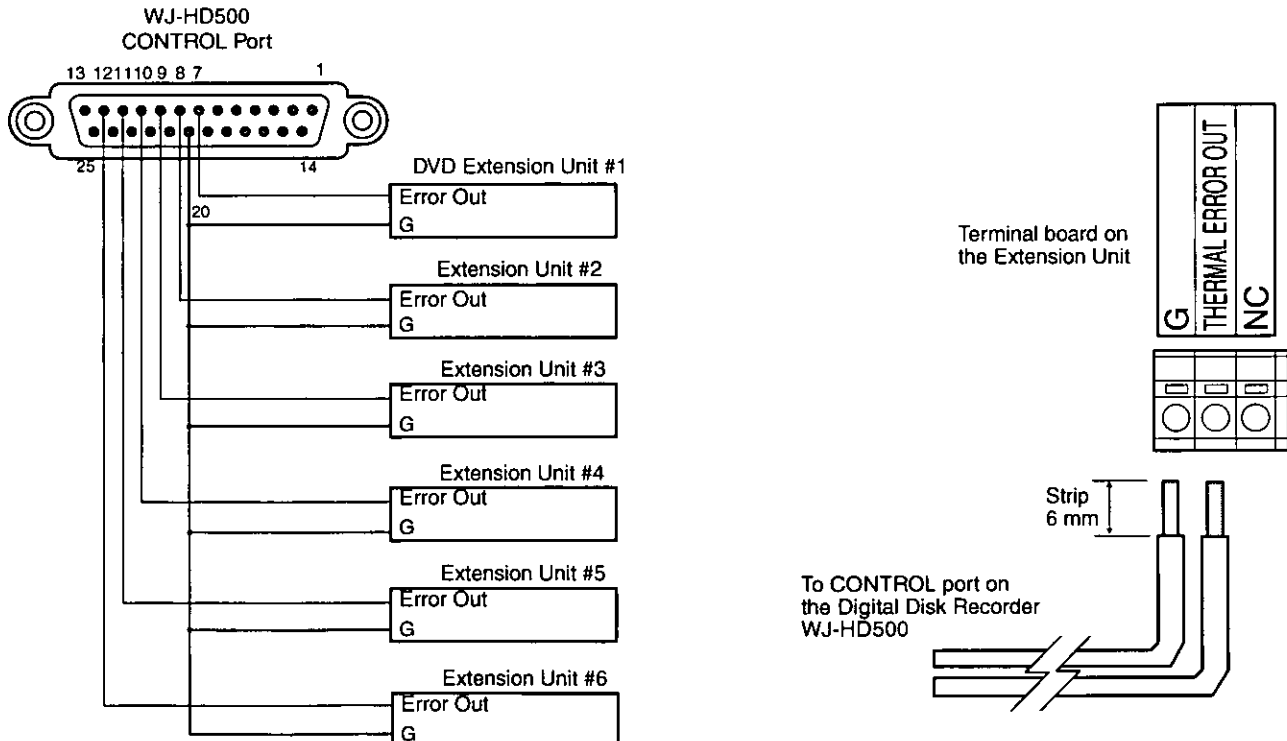 WJ-HD500
CONTROL Port
13 12 11 10 9 8 7 1
25 14
20
DVD Extension Unit #1
Error Out
G
Extension Unit #2
Error Out
G
Extension Unit #3
Error Out
G
Extension Unit #4
Error Out
G
Extension Unit #5
Error Out
G
Extension Unit #6
Error Out
G
Terminal board on
the Extension Unit
G
THERMAL ERROR OUT
NC
Strip
6 mm
To CONTROL port on
the Digital Disk Recorder
WJ-HD500